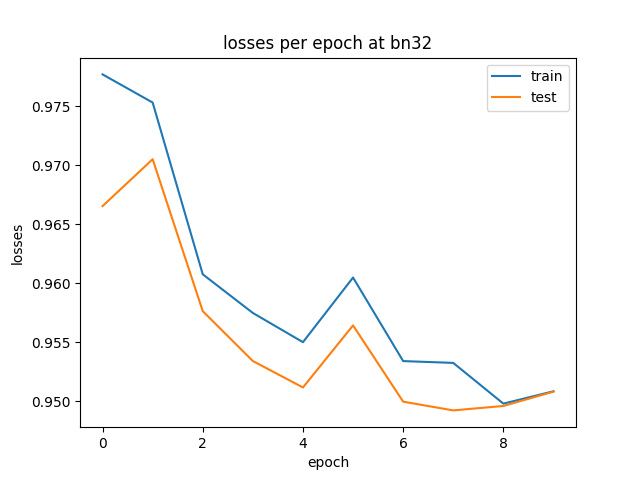 losses per epoch at bn32
train
test
losses
0.975
0.970
0.965
0.960
0.955
0.950
0 2 4 6 8
epoch